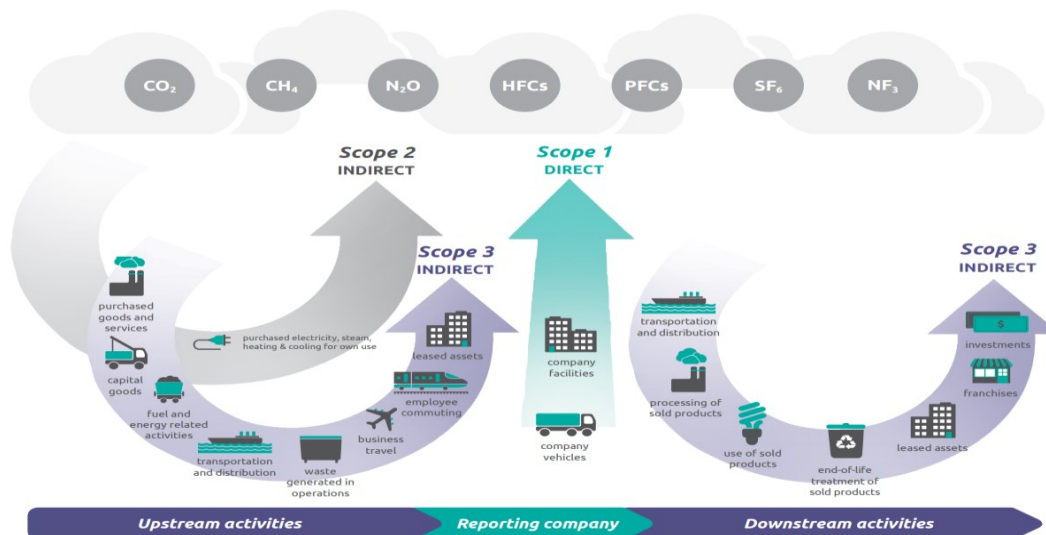 CO₂
CH₄
N₂O
HFCs
PFCs
SF₆
NF₃
Scope 2
INDIRECT
Scope 1
DIRECT
Scope 3
INDIRECT
Scope 3
INDIRECT
purchased
goods and
services
capital
goods
fuel and
energy related
activities
transportation
and distribution
waste
generated in
operations
business
travel
employee
commuting
leased assets
purchased electricity, steam,
heating & cooling for own use
company
facilities
company
vehicles
transportation
and distribution
processing of
sold products
use of sold
products
end-of-life
treatment of
sold products
leased assets
franchises
investments
$
Upstream activities
Reporting company
Downstream activities